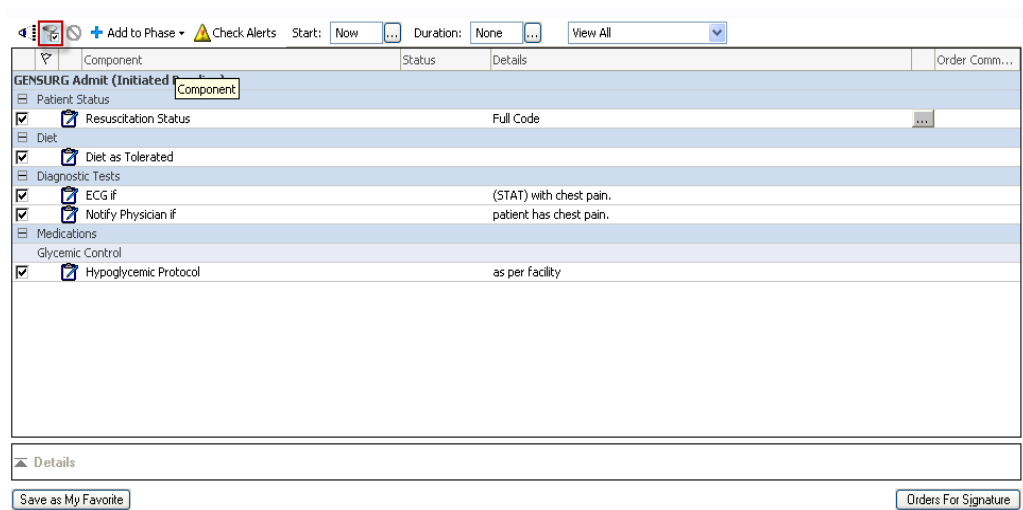 Add to Phase Check Alerts Start: Now ... Duration: None ... View All
Component Status Details Order Comm...
GENSURG Admit (Initiated
Component
Patient Status
Resuscitation Status Full Code ...
Diet
Diet as Tolerated
Diagnostic Tests
ECG if (STAT) with chest pain.
Notify Physician if patient has chest pain.
Medications
Glycemic Control
Hypoglycemic Protocol as per facility
Details
Save as My Favorite Orders For Signature